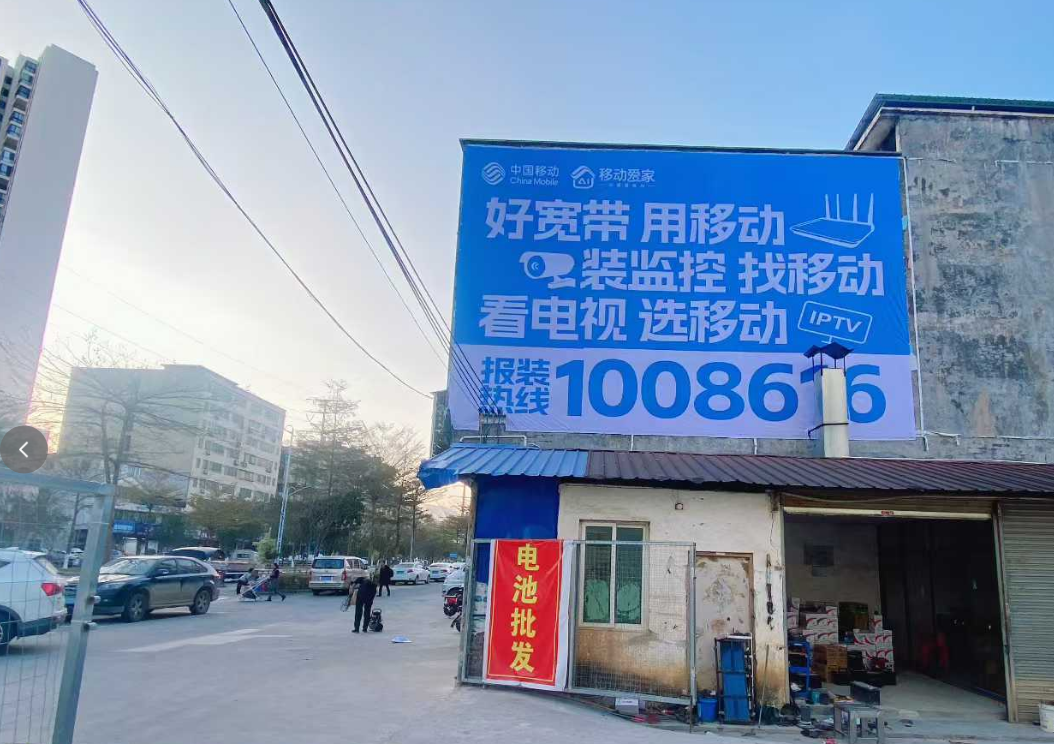 中国移动
China Mobile
移动爱家
好宽带 用移动
装监控 找移动
看电视 选移动
IPTV
报装
热线
1008616
电池批发